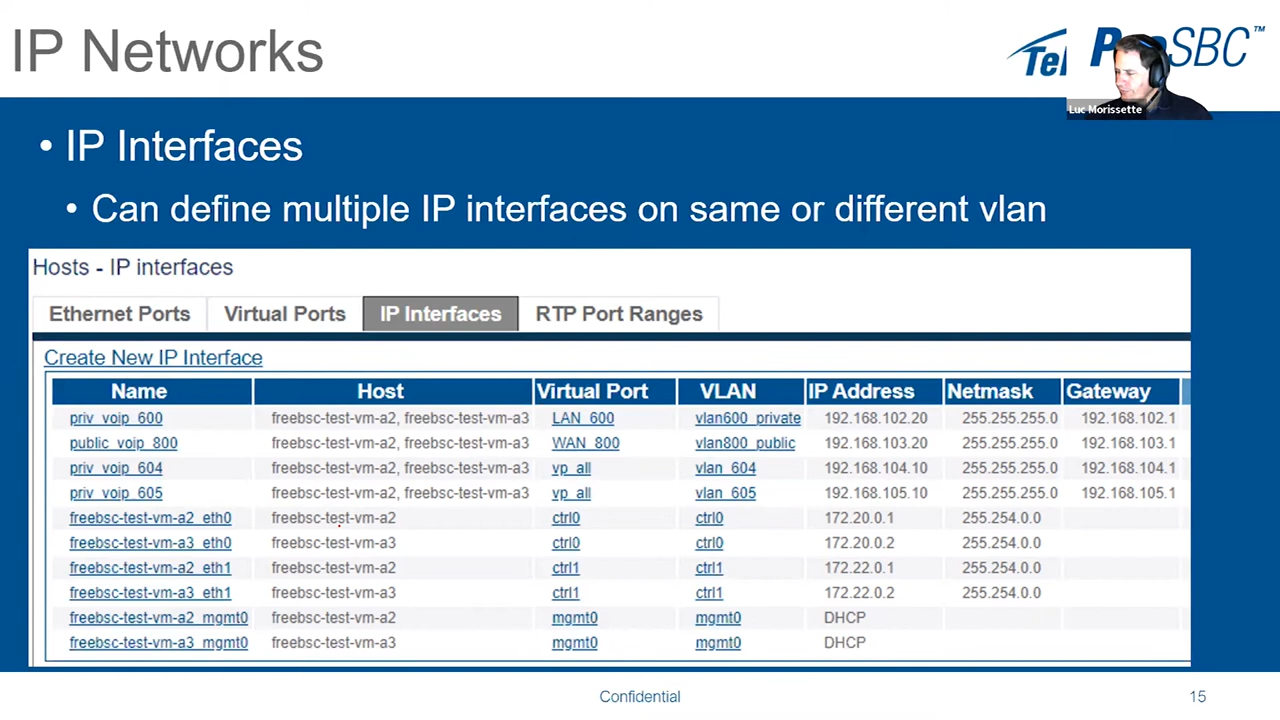 IP Networks
Tel SBC™
Luc Morissette
• IP Interfaces
• Can define multiple IP interfaces on same or different vlan
Hosts - IP interfaces
Ethernet Ports Virtual Ports IP Interfaces RTP Port Ranges
Create New IP Interface
Name Host Virtual Port VLAN IP Address Netmask Gateway
priv_voip_600 freebsc-test-vm-a2, freebsc-test-vm-a3 LAN_600 vlan600_private 192.168.102.20 255.255.255.0 192.168.102.1
public_voip_800 freebsc-test-vm-a2, freebsc-test-vm-a3 WAN_800 vlan800_public 192.168.103.20 255.255.255.0 192.168.103.1
priv_voip_604 freebsc-test-vm-a2, freebsc-test-vm-a3 vp_all vlan_604 192.168.104.10 255.255.255.0 192.168.104.1
priv_voip_605 freebsc-test-vm-a2, freebsc-test-vm-a3 vp_all vlan_605 192.168.105.10 255.255.255.0 192.168.105.1
freebsc-test-vm-a2_eth0 freebsc-test-vm-a2 ctrl0 ctrl0 172.20.0.1 255.254.0.0
freebsc-test-vm-a3_eth0 freebsc-test-vm-a3 ctrl0 ctrl0 172.20.0.2 255.254.0.0
freebsc-test-vm-a2_eth1 freebsc-test-vm-a2 ctrl1 ctrl1 172.22.0.1 255.254.0.0
freebsc-test-vm-a3_eth1 freebsc-test-vm-a3 ctrl1 ctrl1 172.22.0.2 255.254.0.0
freebsc-test-vm-a2_mgmt0 freebsc-test-vm-a2 mgmt0 mgmt0 DHCP
freebsc-test-vm-a3_mgmt0 freebsc-test-vm-a3 mgmt0 mgmt0 DHCP
Confidential
15